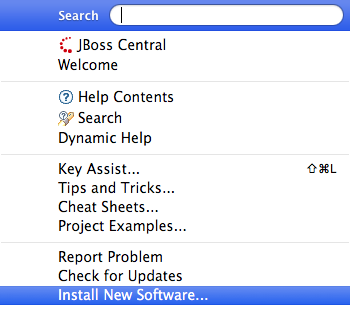 Search
JBoss Central
Welcome
Help Contents
Search
Dynamic Help
Key Assist... ⇧⌘L
Tips and Tricks...
Cheat Sheets...
Project Examples...
Report Problem
Check for Updates
Install New Software...